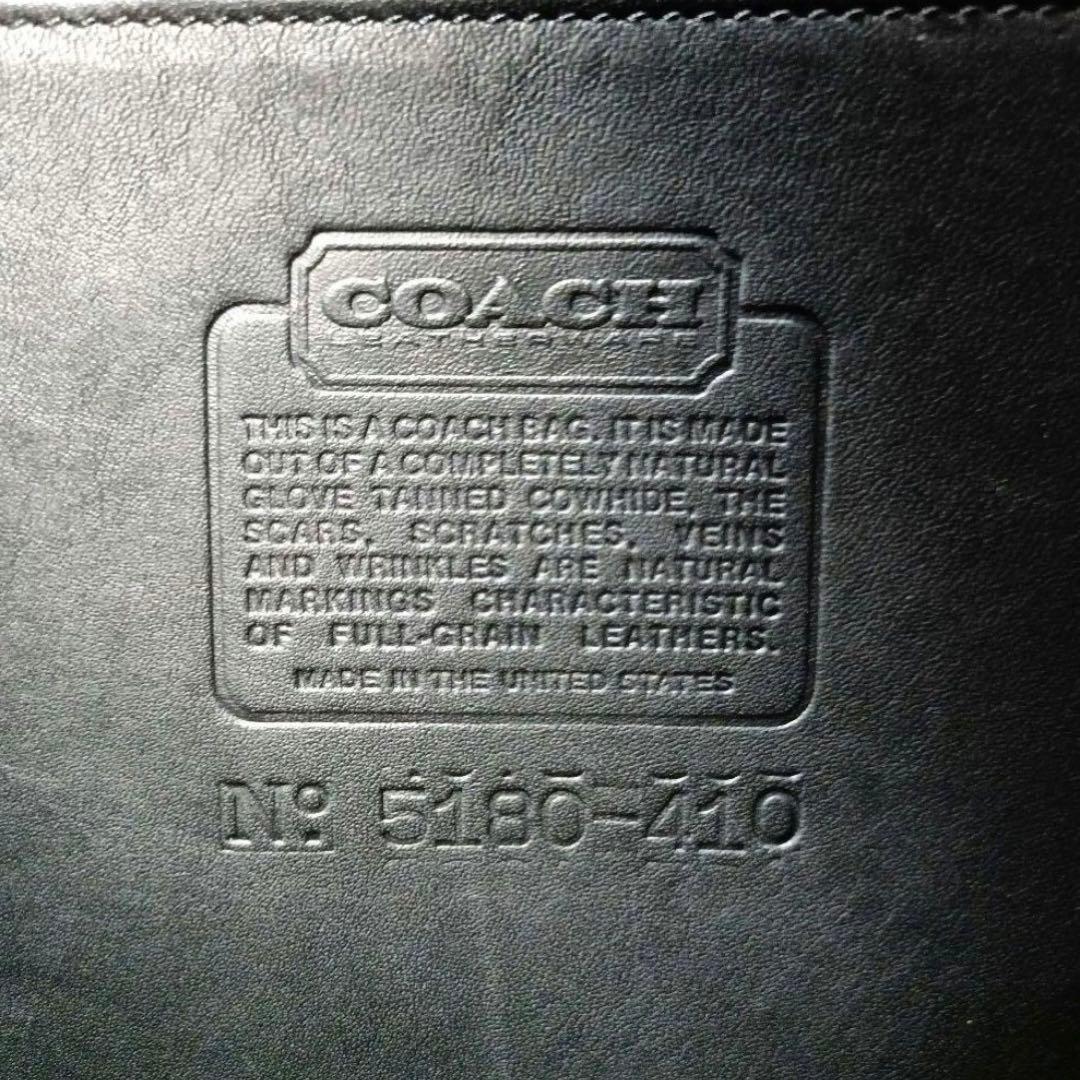 COACH
LEATHERWARE
THIS IS A COACH BAG. IT IS MADE
OUT OF A COMPLETELY NATURAL
GLOVE TANNED COWHIDE, THE
SCARS, SCRATCHES, VEINS
AND WRINKLES ARE NATURAL
MARKINGS CHARACTERISTIC
OF FULL-GRAIN LEATHERS.
MADE IN THE UNITED STATES
Nº 5180-410